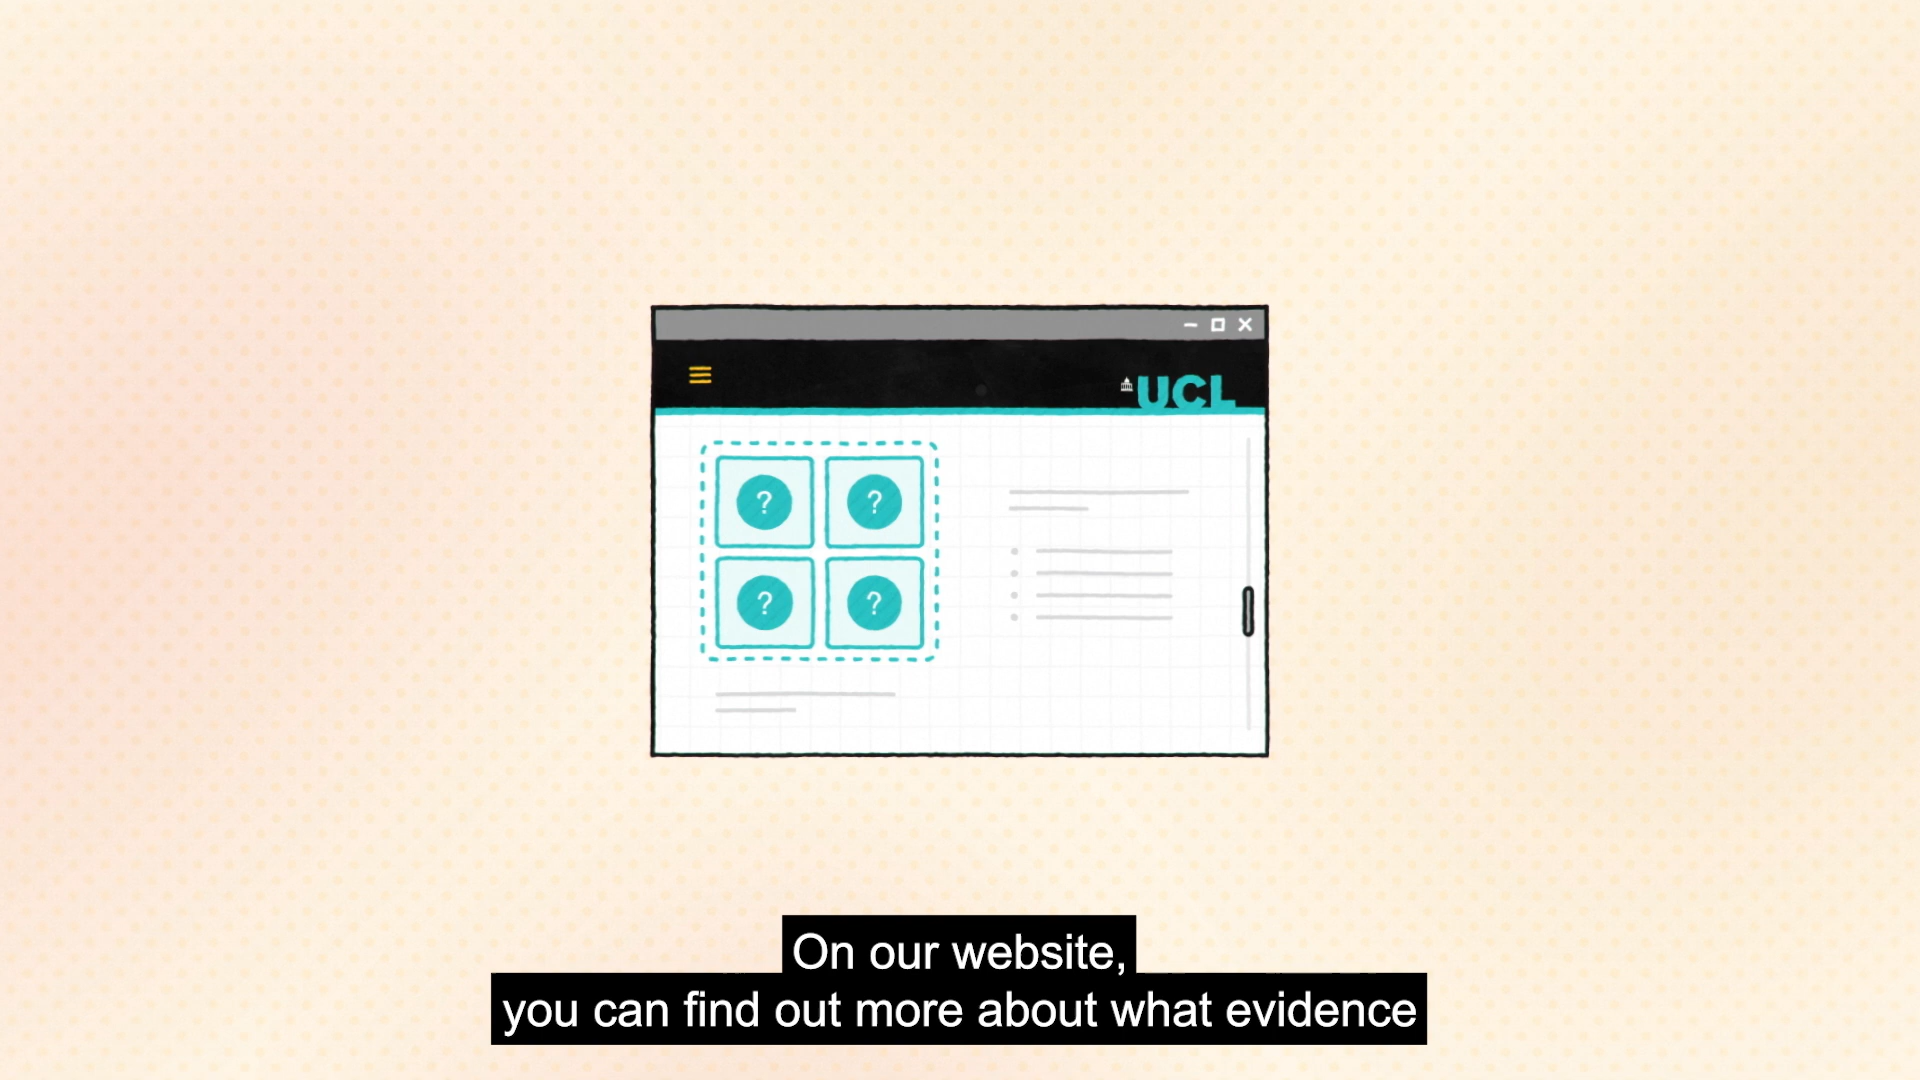 UCL
? ?
? ?
On our website,
you can find out more about what evidence